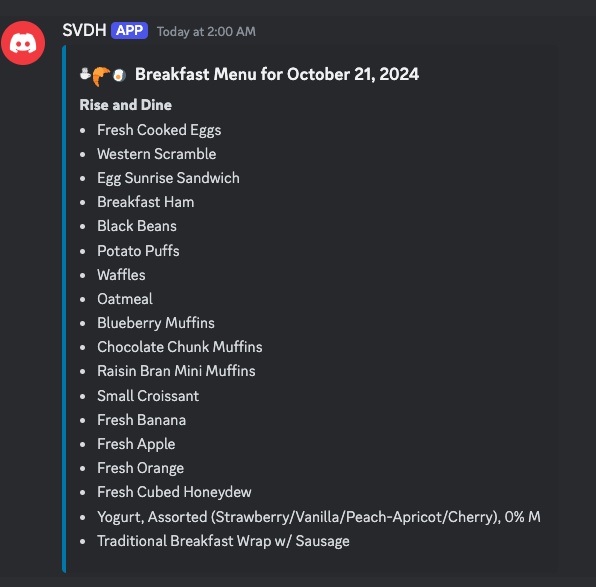 SVDH APP Today at 2:00 AM
Breakfast Menu for October 21, 2024
Rise and Dine
• Fresh Cooked Eggs
• Western Scramble
• Egg Sunrise Sandwich
• Breakfast Ham
• Black Beans
• Potato Puffs
• Waffles
• Oatmeal
• Blueberry Muffins
• Chocolate Chunk Muffins
• Raisin Bran Mini Muffins
• Small Croissant
• Fresh Banana
• Fresh Apple
• Fresh Orange
• Fresh Cubed Honeydew
• Yogurt, Assorted (Strawberry/Vanilla/Peach-Apricot/Cherry), 0% M
• Traditional Breakfast Wrap w/ Sausage